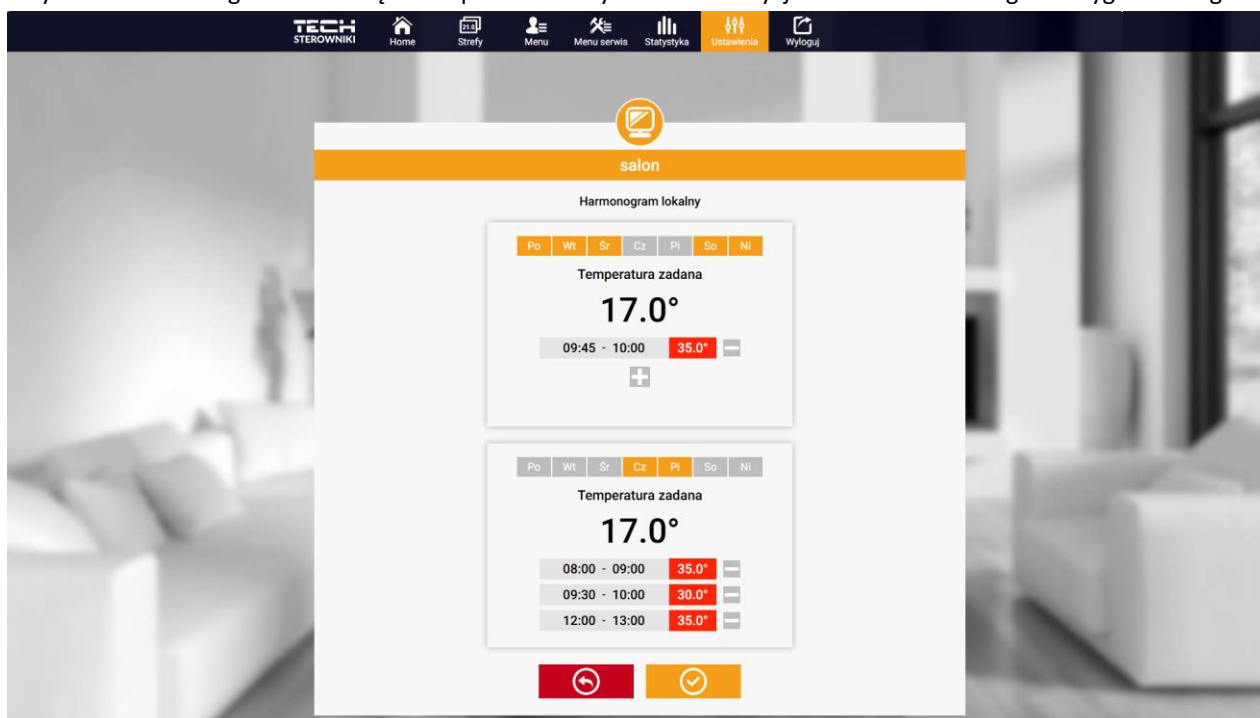 TECH
STEROWNIKI
21.0
Home
Strefy
Menu
Menu serwis
Statystyka
Ustawienia
Wyloguj
salon
Harmonogram lokalny
Po Wt Śr Cz Pi So Ni
Temperatura zadana
17.0°
09:45 - 10:00 35.0°
Po Wt Śr Cz Pi So Ni
Temperatura zadana
17.0°
08:00 - 09:00 35.0°
09:30 - 10:00 30.0°
12:00 - 13:00 35.0°